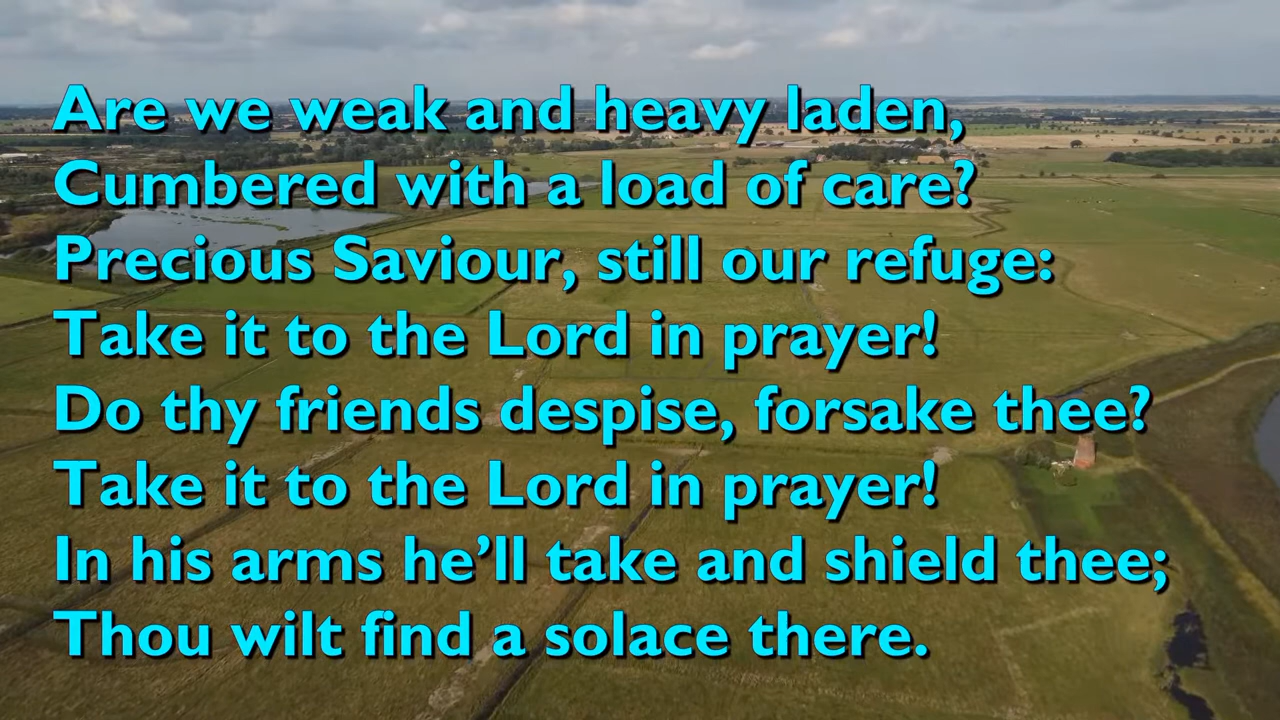 Are we weak and heavy laden,
Cumbered with a load of care?
Precious Saviour, still our refuge:
Take it to the Lord in prayer!
Do thy friends despise, forsake thee?
Take it to the Lord in prayer!
In his arms he’ll take and shield thee;
Thou wilt find a solace there.